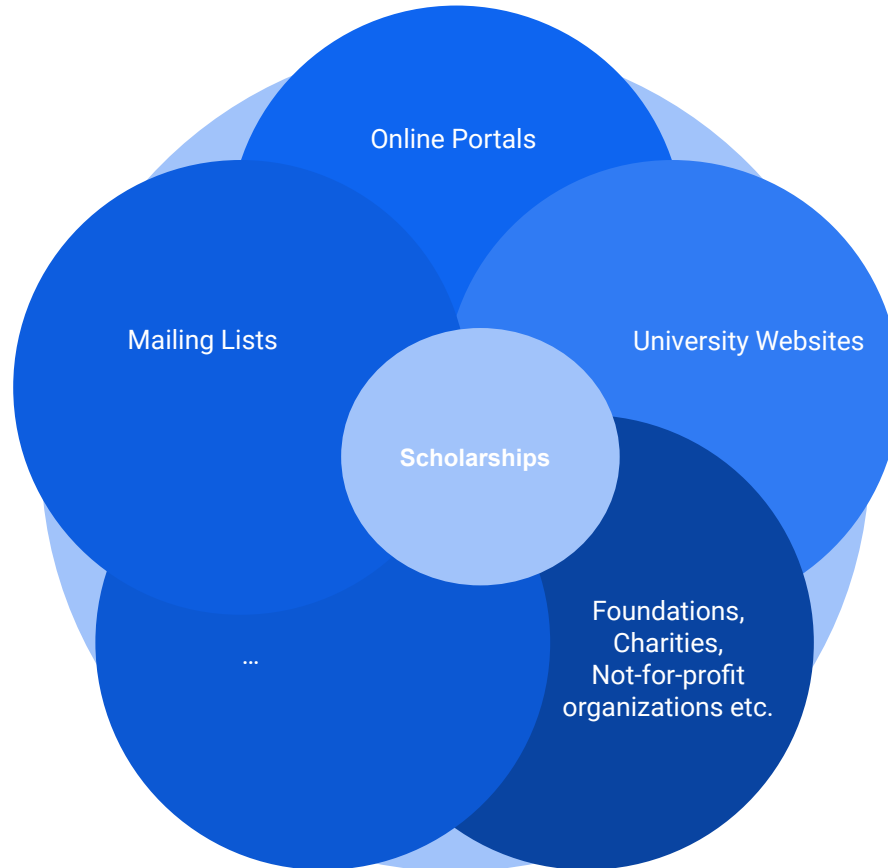 Online Portals
Mailing Lists
University Websites
Scholarships
Foundations,
Charities,
Not-for-profit
organizations etc.
...